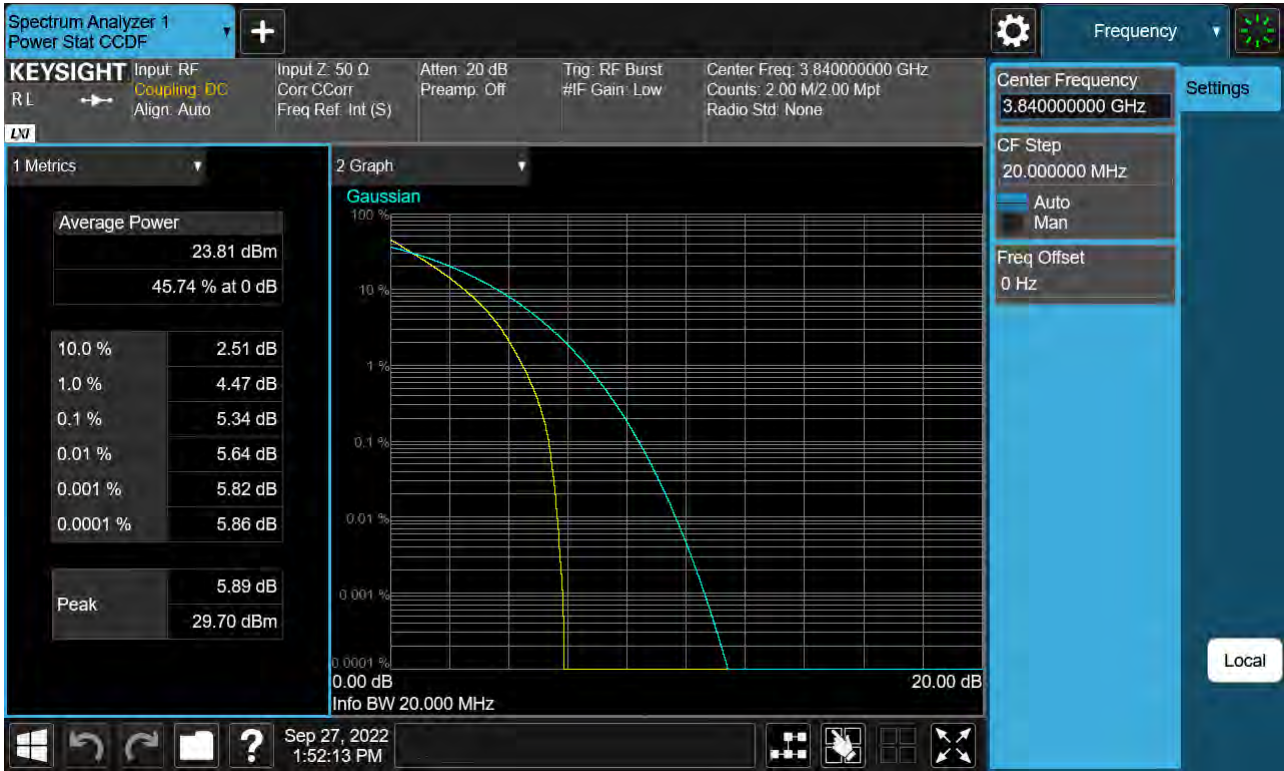 Spectrum Analyzer 1
Power Stat CCDF
+
Frequency
KEYSIGHT
RL
LXI
Input: RF
Coupling: DC
Align: Auto
Input Z: 50 Ω
Corr CCorr
Freq Ref: Int (S)
Atten: 20 dB
Preamp: Off
Trig: RF Burst
#IF Gain: Low
Center Freq: 3.840000000 GHz
Counts: 2.00 M/2.00 Mpt
Radio Std: None
Center Frequency
3.840000000 GHz
Settings
CF Step
20.000000 MHz
Auto
Man
Freq Offset
0 Hz
1 Metrics
Average Power
23.81 dBm
45.74 % at 0 dB
10.0 % 2.51 dB
1.0 % 4.47 dB
0.1 % 5.34 dB
0.01 % 5.64 dB
0.001 % 5.82 dB
0.0001 % 5.86 dB
Peak
5.89 dB
29.70 dBm
2 Graph
Gaussian
100 %
10 %
1 %
0.1 %
0.01 %
0.001 %
0.0001 %
0.00 dB 20.00 dB
Info BW 20.000 MHz
Local
?
Sep 27, 2022
1:52:13 PM